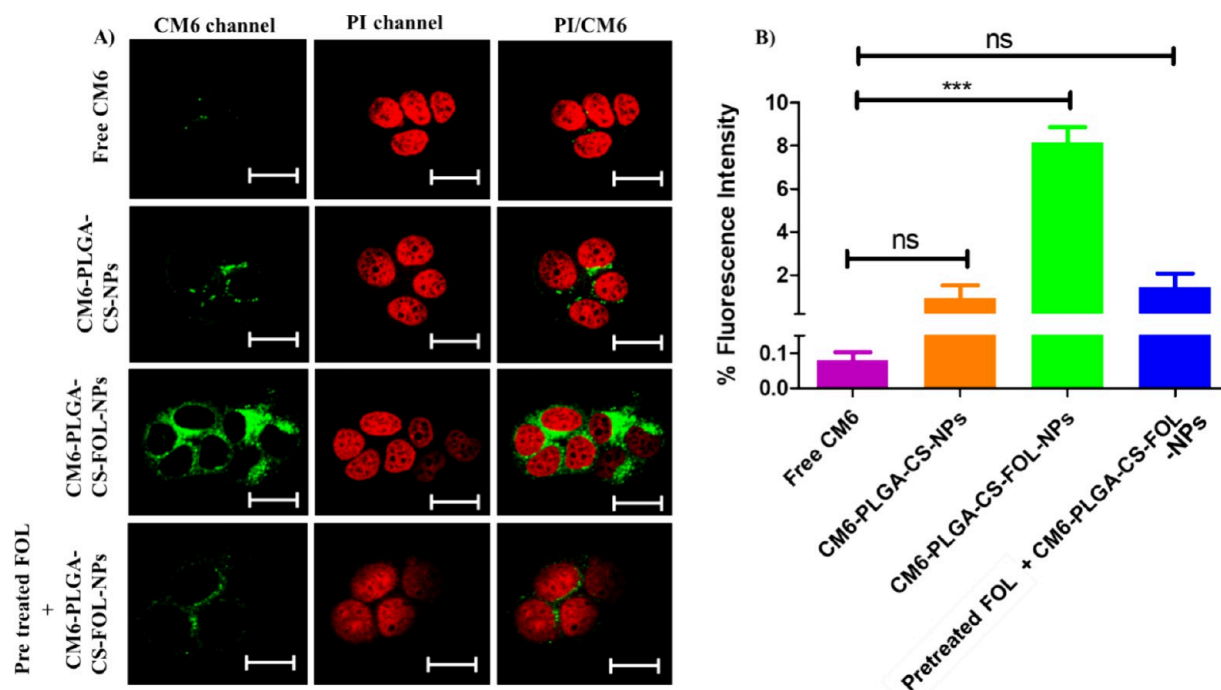 A)
CM6 channel
PI channel
PI/CM6
Free CM6
CM6-PLGA-
CS-NPs
CM6-PLGA-
CS-FOL-NPs
Pre treated FOL
+
CM6-PLGA-
CS-FOL-NPs
B)
ns
***
ns
% Fluorescence Intensity
10
8
6
4
2
0.1
0.0
Free CM6
CM6-PLGA-CS-NPs
CM6-PLGA-CS-FOL-NPs
Pretreated FOL + CM6-PLGA-CS-FOL
-NPs